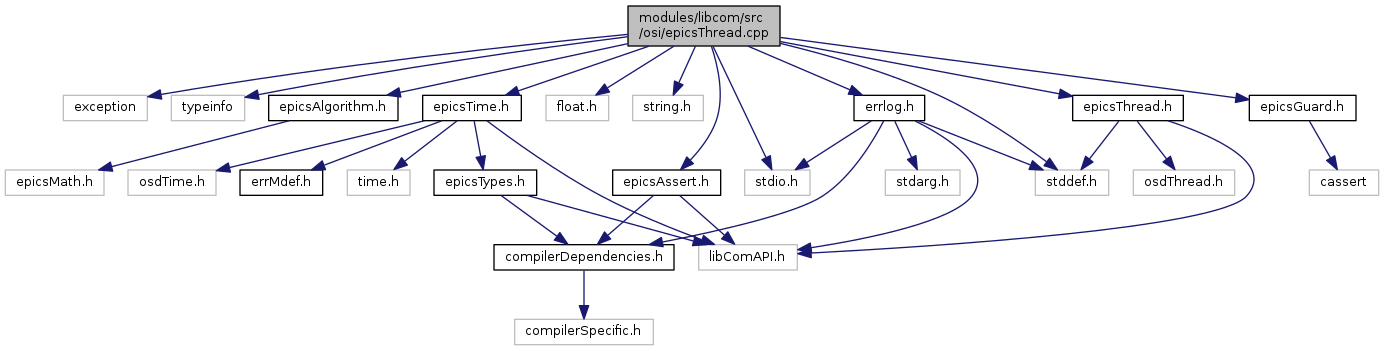 modules/libcom/src
/osi/epicsThread.cpp
exception
typeinfo
epicsAlgorithm.h
epicsTime.h
float.h
string.h
errlog.h
epicsThread.h
epicsGuard.h
epicsMath.h
osdTime.h
errMdef.h
time.h
epicsTypes.h
epicsAssert.h
stdio.h
stdarg.h
stddef.h
osdThread.h
cassert
compilerDependencies.h
libComAPI.h
compilerSpecific.h